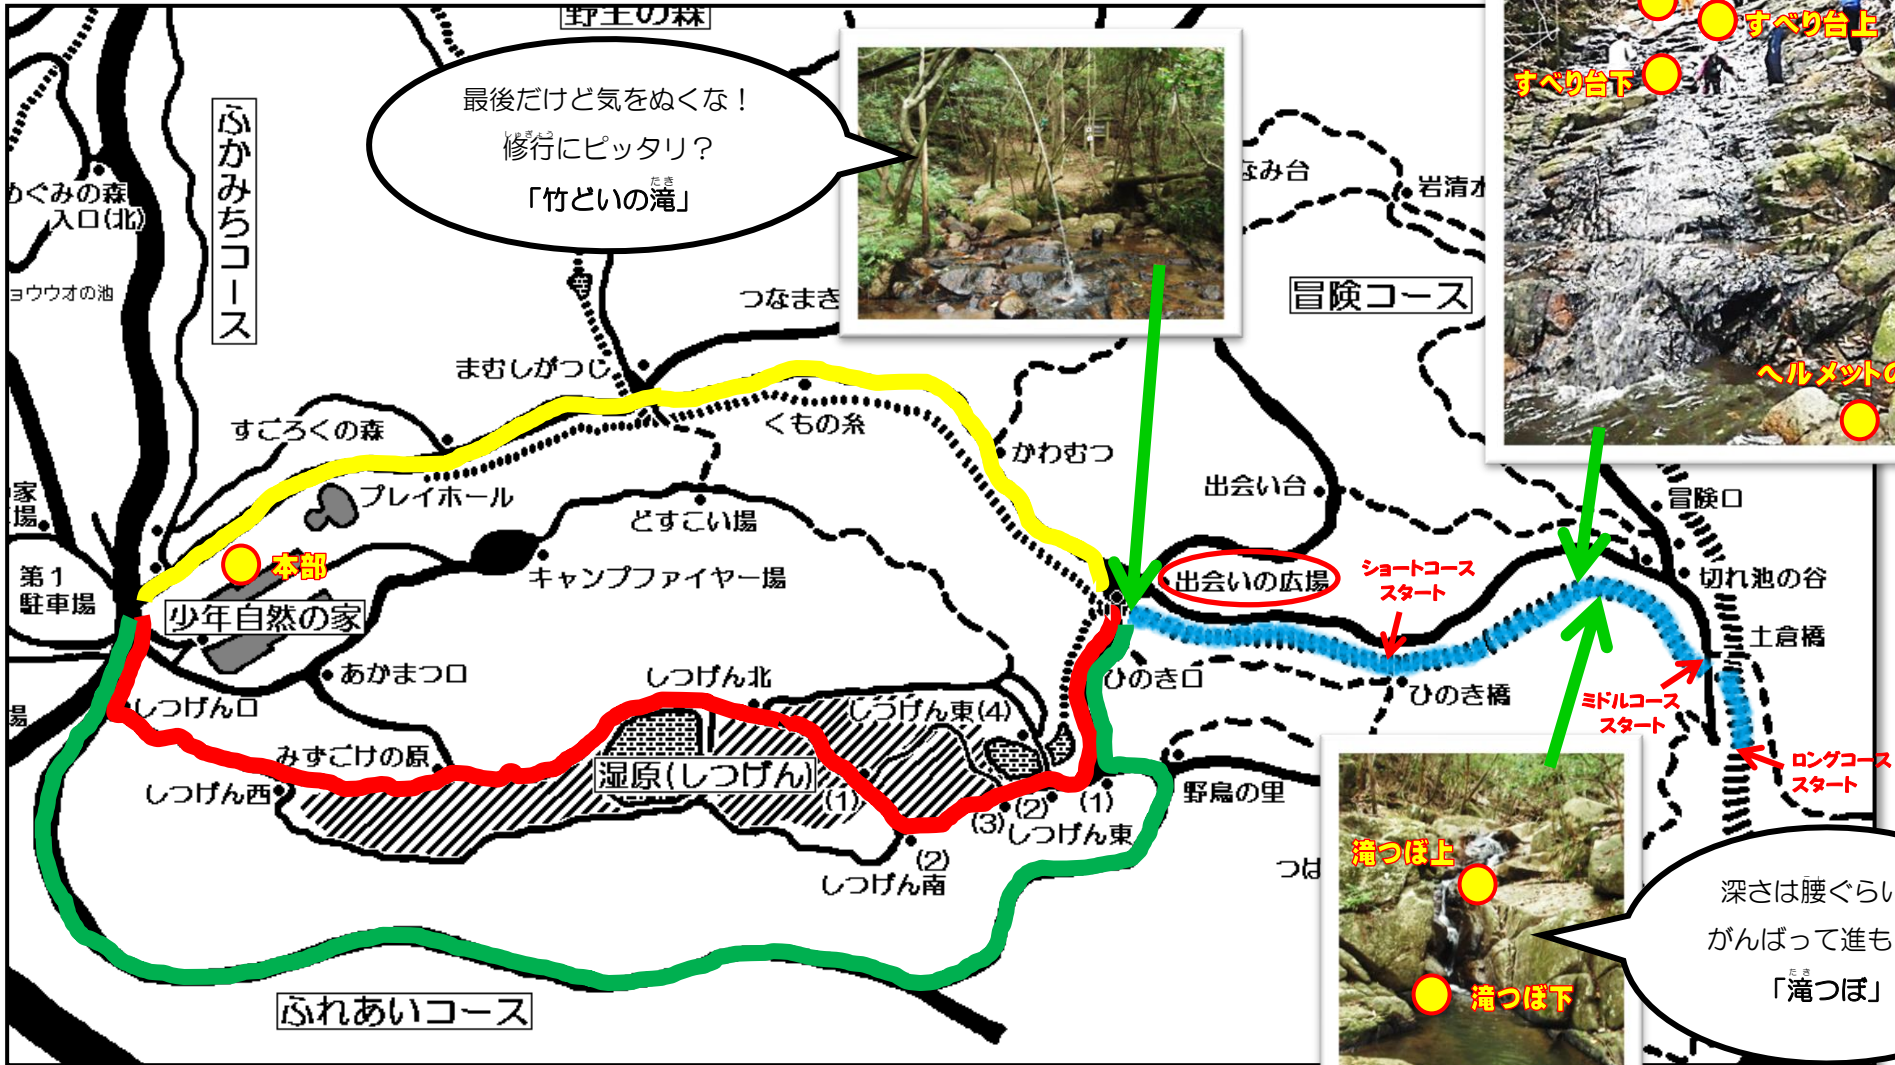 野生の森
すべり台上
すべり台下
最後だけど気をぬくな！
しゅぎょう
修行にピッタリ？
たき
「竹どいの滝」
ふかみちコース
めぐみの森
入口(北)
ョウウオの池
なみ台
岩清水
つなまき
冒険コース
ヘルメットの
まむしがつじ
すごろくの森
くもの糸
かわむつ
プレイホール
どすこい場
出会い台
冒険口
家
場
本部
キャンプファイヤー場
第１
駐車場
少年自然の家
出会いの広場
ショートコース
スタート
切れ池の谷
土倉橋
あかまつ口
しつげん北
ひのき口
ひのき橋
ミドルコース
スタート
しつげん口
場
しつげん東(4)
みずごけの原
湿原(しつげん)
しつげん西
(1)
(2)
(3)
(1)
しつげん東
野鳥の里
ロングコース
スタート
(2)
しつげん南
つは
滝つぼ上
滝つぼ下
深さは腰ぐらい
がんばって進も
たき
「滝つぼ」
ふれあいコース